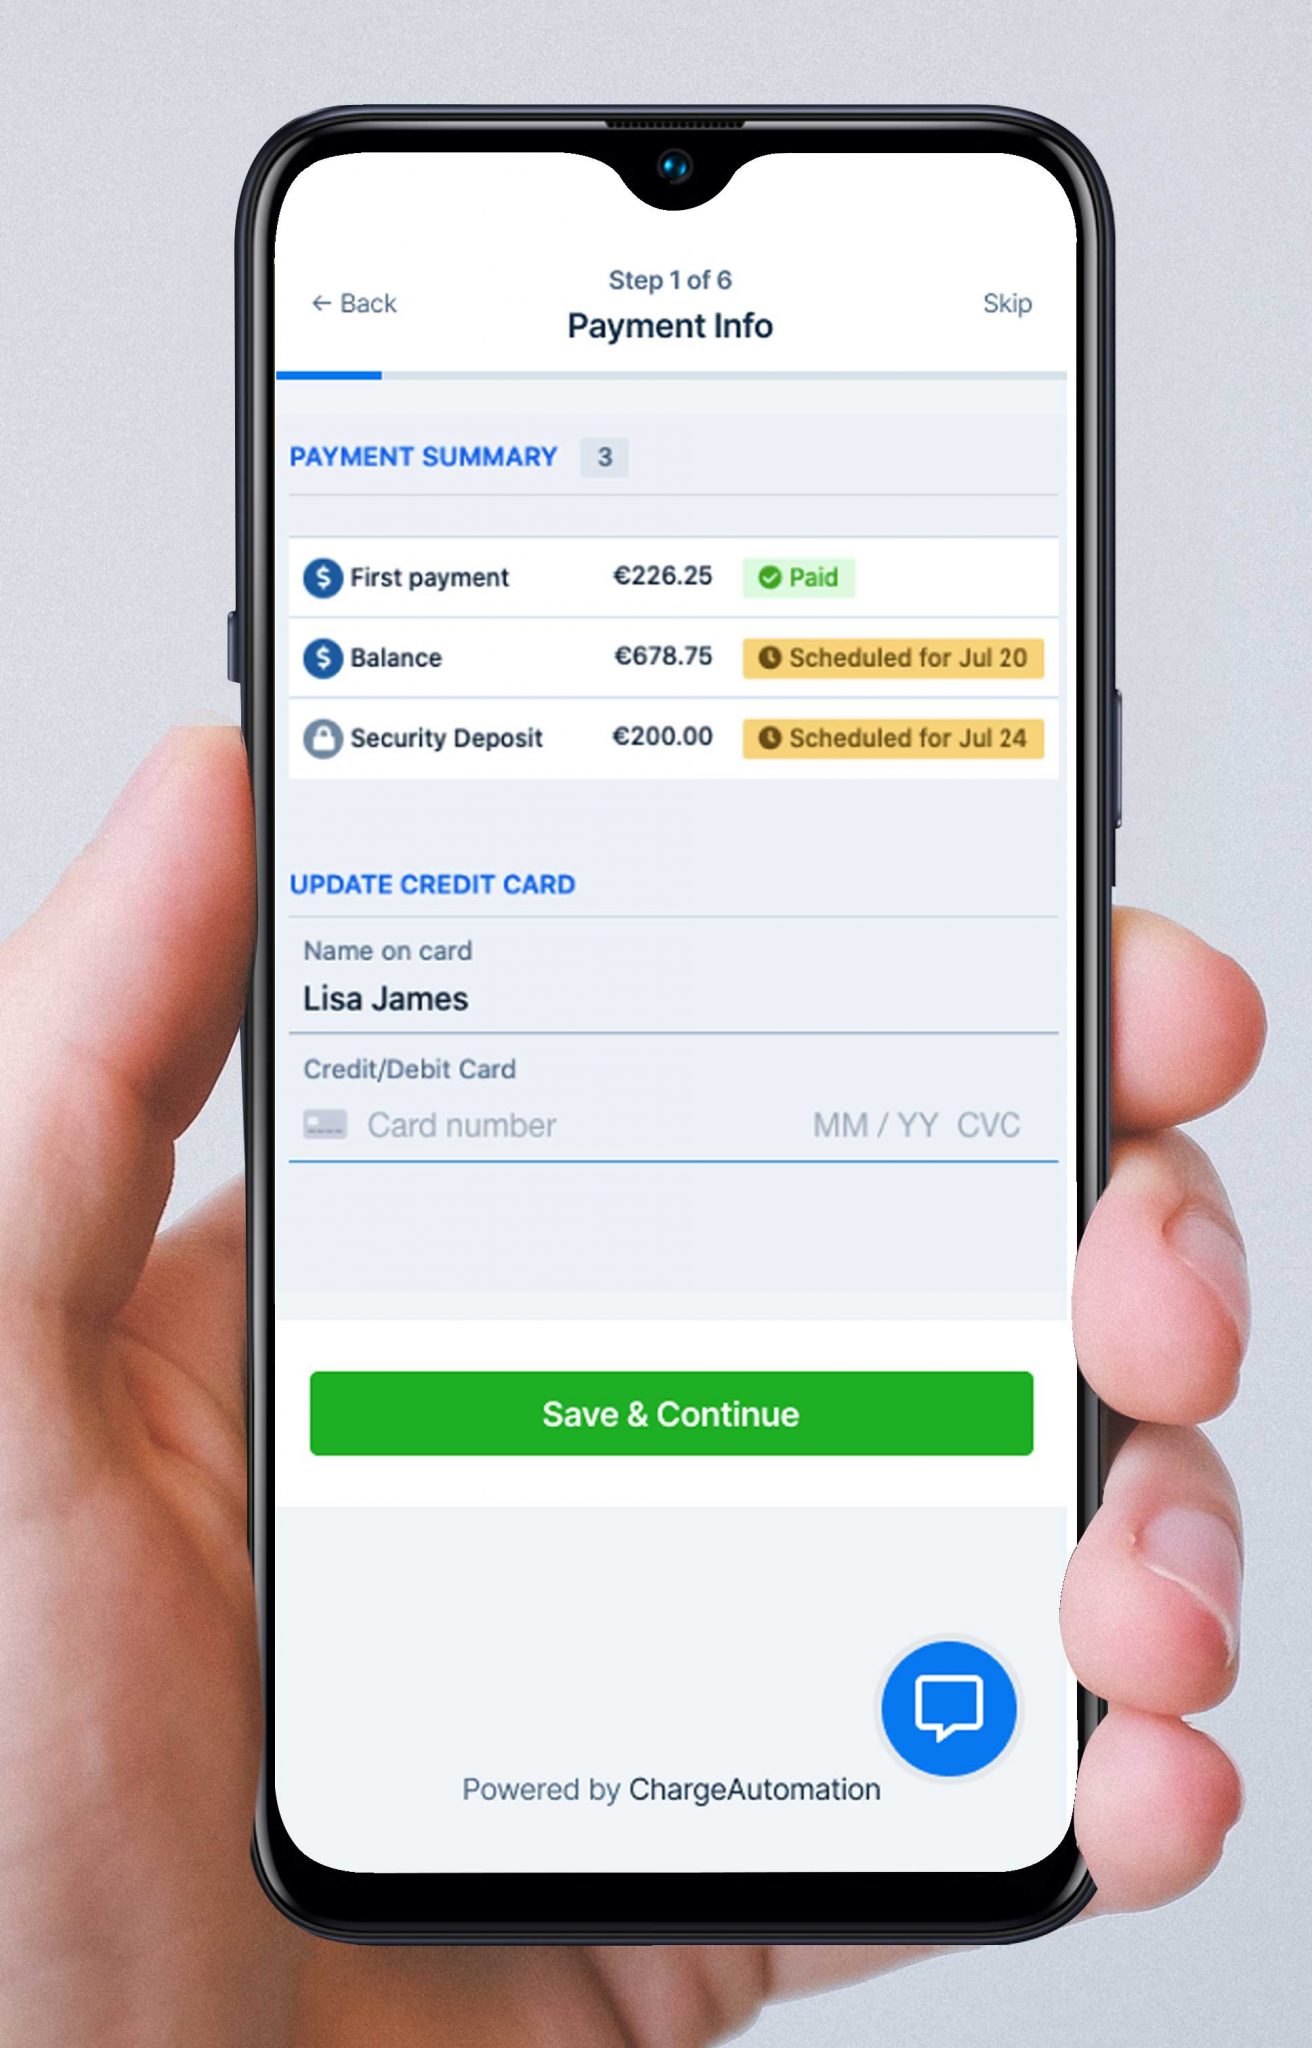 Step 1 of 6
← Back
Payment Info
Skip
PAYMENT SUMMARY 3
First payment €226.25 Paid
Balance €678.75 Scheduled for Jul 20
Security Deposit €200.00 Scheduled for Jul 24
UPDATE CREDIT CARD
Name on card
Lisa James
Credit/Debit Card
Card number MM / YY CVC
Save & Continue
Powered by ChargeAutomation